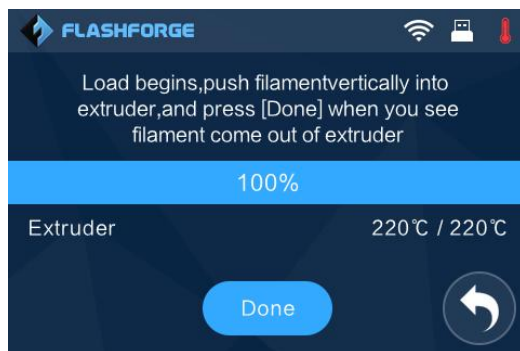 FLASHFORGE
Load begins,push filamentvertically into
extruder,and press [Done] when you see
filament come out of extruder
100%
Extruder 220℃ / 220℃
Done